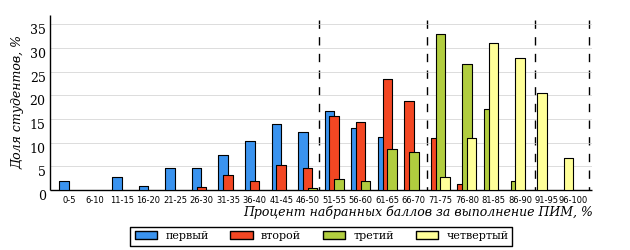 Доля студентов, %
35
30
25
20
15
10
5
0
0-5 6-10 11-15 16-20 21-25 26-30 31-35 36-40 41-45 46-50 51-55 56-60 61-65 66-70 71-75 76-80 81-85 86-90 91-95 96-100
Процент набранных баллов за выполнение ПИМ, %
первый второй третий четвертый